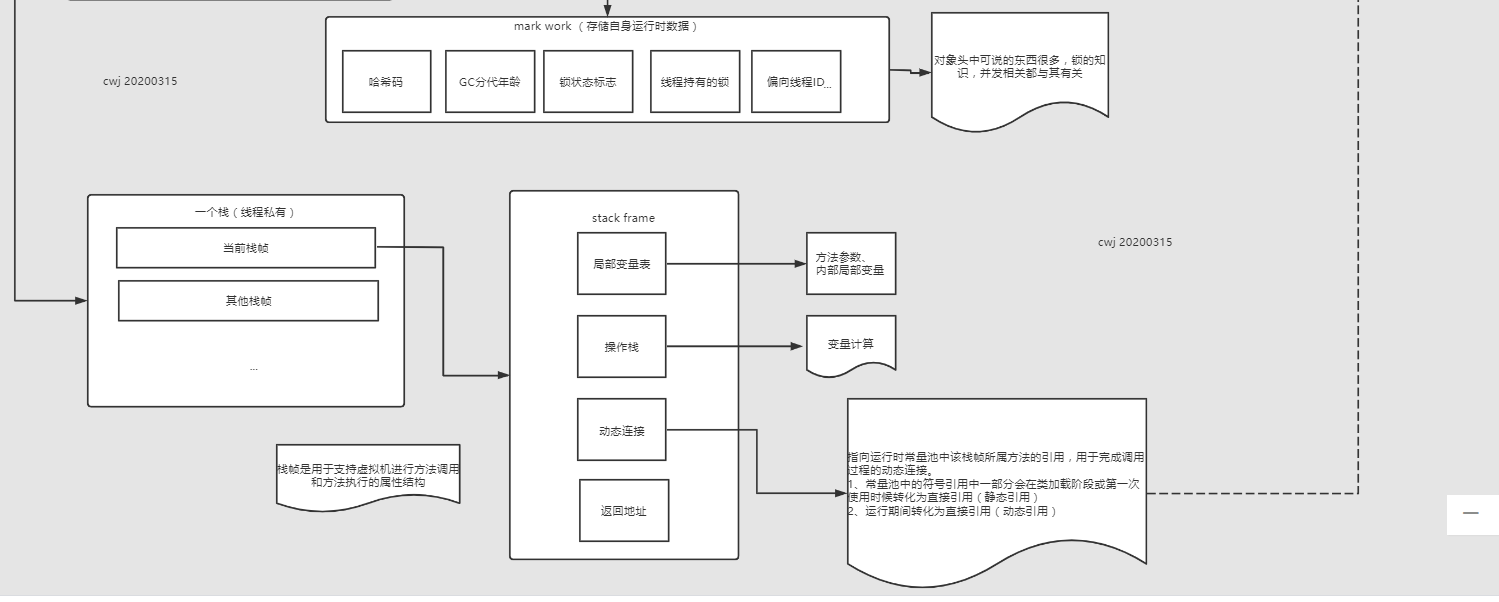 mark work （存储自身运行时数据）
哈希码
GC分代年龄
锁状态标志
线程持有的锁
偏向线程ID...
对象头中可说的东西很多，锁的知
识，并发相关都与其有关
cwj 20200315
一个栈（线程私有）
当前栈帧
其他栈帧
...
stack frame
局部变量表
方法参数、
内部局部变量
操作栈
变量计算
动态连接
返回地址
cwj 20200315
栈帧是用于支持虚拟机进行方法调用
和方法执行的属性结构
指向运行时常量池中该栈帧所属方法的引用，用于完成调用
过程的动态连接。
1、常量池中的符号引用中一部分会在类加载阶段或第一次
使用时候转化为直接引用（静态引用）
2、运行期间转化为直接引用（动态引用）